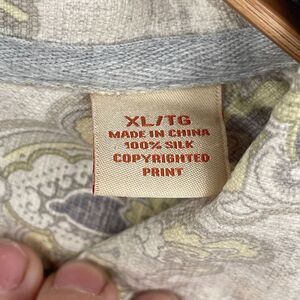 XL/TG
MADE IN CHINA
100% SILK
COPYRIGHTED
PRINT